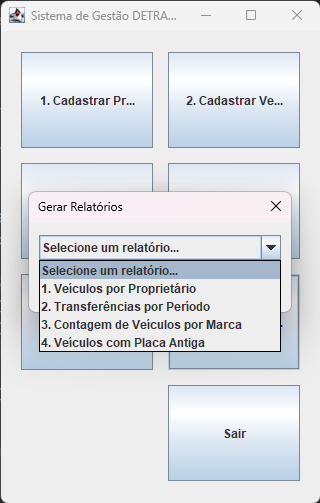 Sistema de Gestão DETRA...
1. Cadastrar Pr...
2. Cadastrar Ve...
Gerar Relatórios
Selecione um relatório...
Selecione um relatório...
1. Veículos por Proprietário
2. Transferências por Período
3. Contagem de Veículos por Marca
4. Veículos com Placa Antiga
Sair